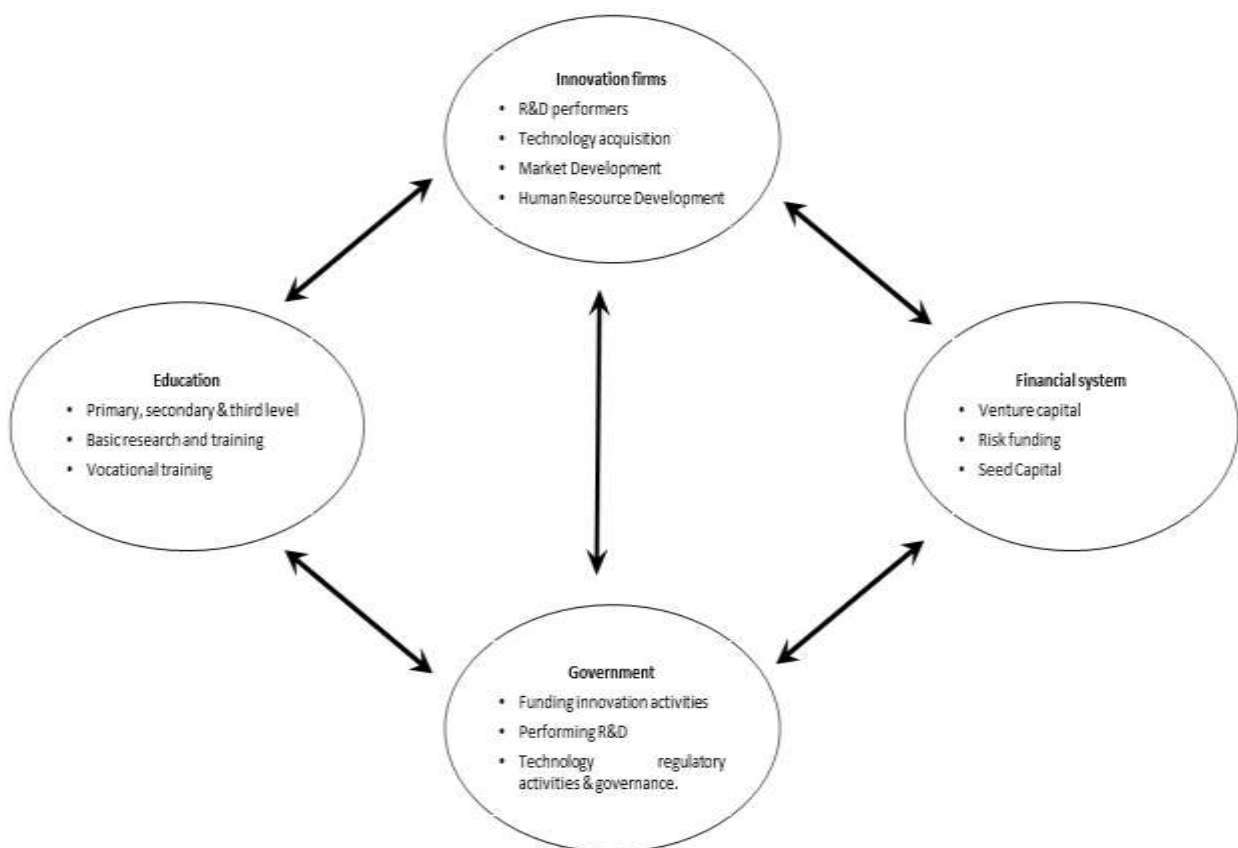 Innovation firms
• R&D performers
• Technology acquisition
• Market Development
• Human Resource Development
Education
• Primary, secondary & third level
• Basic research and training
• Vocational training
Financial system
• Venture capital
• Risk funding
• Seed Capital
Government
• Funding innovation activities
• Performing R&D
• Technology regulatory
activities & governance.